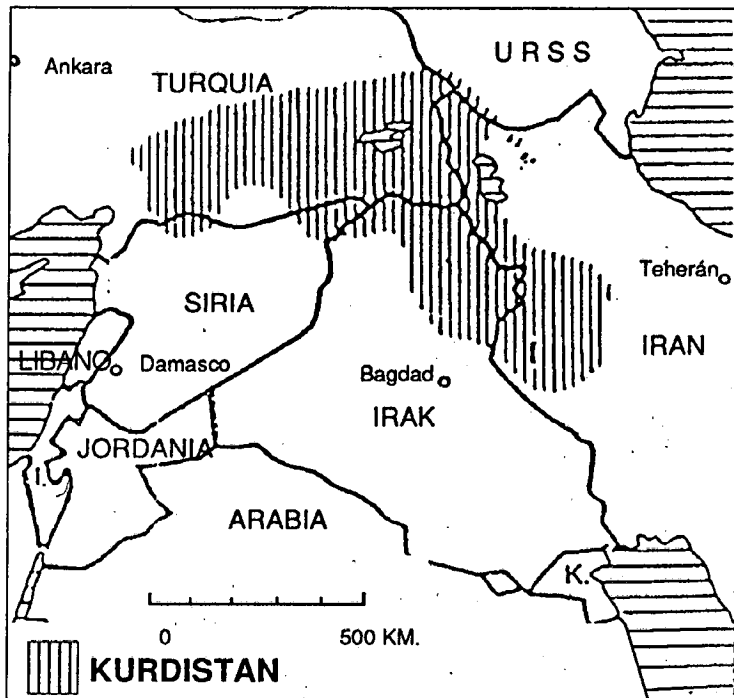 URSS
Ankara
TURQUIA
Teherán
SIRIA
IRAN
LIBANO
Damasco
Bagdad
IRAK
JORDANIA
I.
ARABIA
K.
0 500 KM.
KURDISTAN